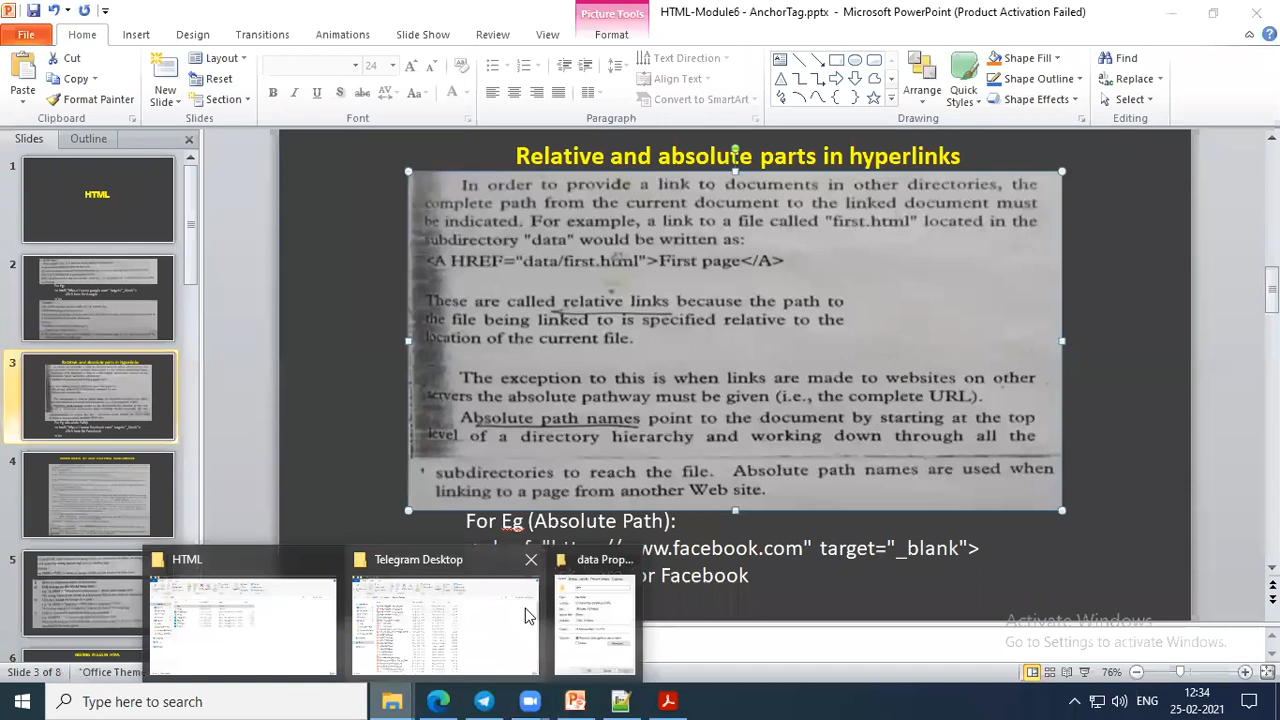 HTML-Module6 - AnchorTag.pptx - Microsoft PowerPoint (Product Activation Failed)
Picture Tools
File Home Insert Design Transitions Animations Slide Show Review View Format
Paste
Cut
Copy
Format Painter
Clipboard
New Slide
Layout
Reset
Section
Slides
24
Font
Text Direction
Align Text
Convert to SmartArt
Paragraph
Arrange
Quick Styles
Shape Fill
Shape Outline
Shape Effects
Drawing
Find
Replace
Select
Editing
Slides Outline
1
HTML
2
3
4
5
Relative and absolute parts in hyperlinks
In order to provide a link to documents in other directories, the
complete path from the current document to the linked document must
be indicated. For example, a link to a file called "first.html" located in the
subdirectory "data" would be written as:
<A HREF="data/first.html">First page</A>
These are called relative links because the path to
the file being linked to is specified relative to the
location of the current file.
The exception to this is when links are made to websites on other
servers then entire pathway must be given (the complete URL).
Absolute path names point to the document by starting at the top
level of a directory hierarchy and working down through all the
subdirectories to reach the file. Absolute path names are used when
linking to a page from another Web site.
For Eg (Absolute Path):
target="_blank">
Facebook
HTML
Telegram Desktop
data Prop...
Activate Windows
Go to Settings to Activate Windows.
Slide 3 of 8
"Office Theme
76%
Type here to search
ENG
12:34
25-02-2021